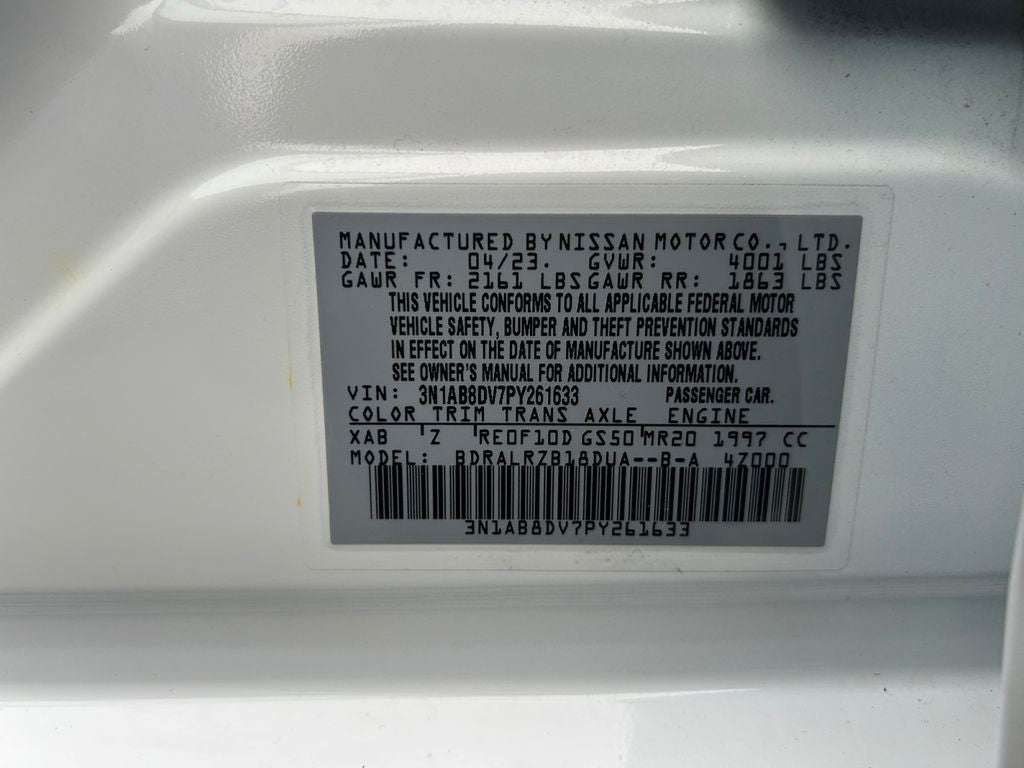 MANUFACTURED BY NISSAN MOTOR CO., LTD.
DATE: 04/23. GVWR: 4001 LBS
GAWR FR: 2161 LBS GAWR RR: 1863 LBS
THIS VEHICLE CONFORMS TO ALL APPLICABLE FEDERAL MOTOR
VEHICLE SAFETY, BUMPER AND THEFT PREVENTION STANDARDS
IN EFFECT ON THE DATE OF MANUFACTURE SHOWN ABOVE.
SEE OWNER'S MANUAL FOR ADDITIONAL INFORMATION.
VIN: 3N1AB8DV7PY261633 PASSENGER CAR.
COLOR TRIM TRANS AXLE ENGINE
XAB Z RE0F10D GS50 MR20 1997 CC
MODEL: BDRALRZB18DUA--B-A 4Z000
3N1AB8DV7PY261633